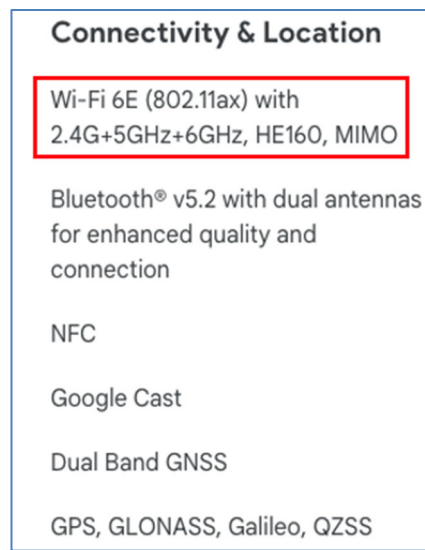 Connectivity & Location
Wi-Fi 6E (802.11ax) with
2.4G+5GHz+6GHz, HE160, MIMO
Bluetooth® v5.2 with dual antennas
for enhanced quality and
connection
NFC
Google Cast
Dual Band GNSS
GPS, GLONASS, Galileo, QZSS